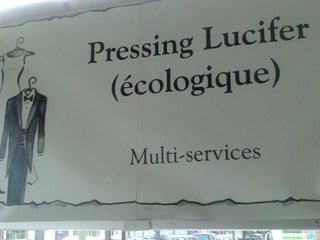 Pressing Lucifer
(écologique)
Multi-services